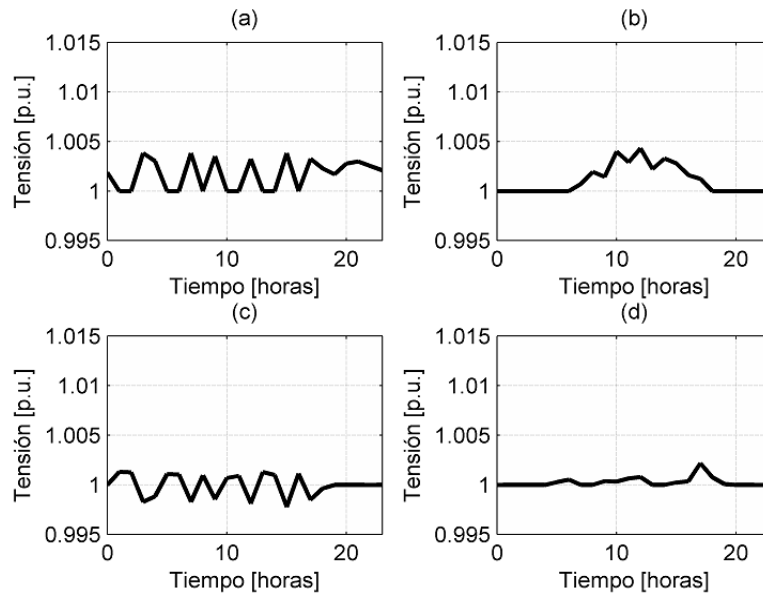 (a)
1.015
1.01
1.005
1
0.995
Tensión [p.u.]
0 10 20
Tiempo [horas]
(b)
1.015
1.01
1.005
1
0.995
Tensión [p.u.]
0 10 20
Tiempo [horas]
(c)
1.015
1.01
1.005
1
0.995
Tensión [p.u.]
0 10 20
Tiempo [horas]
(d)
1.015
1.01
1.005
1
0.995
Tensión [p.u.]
0 10 20
Tiempo [horas]